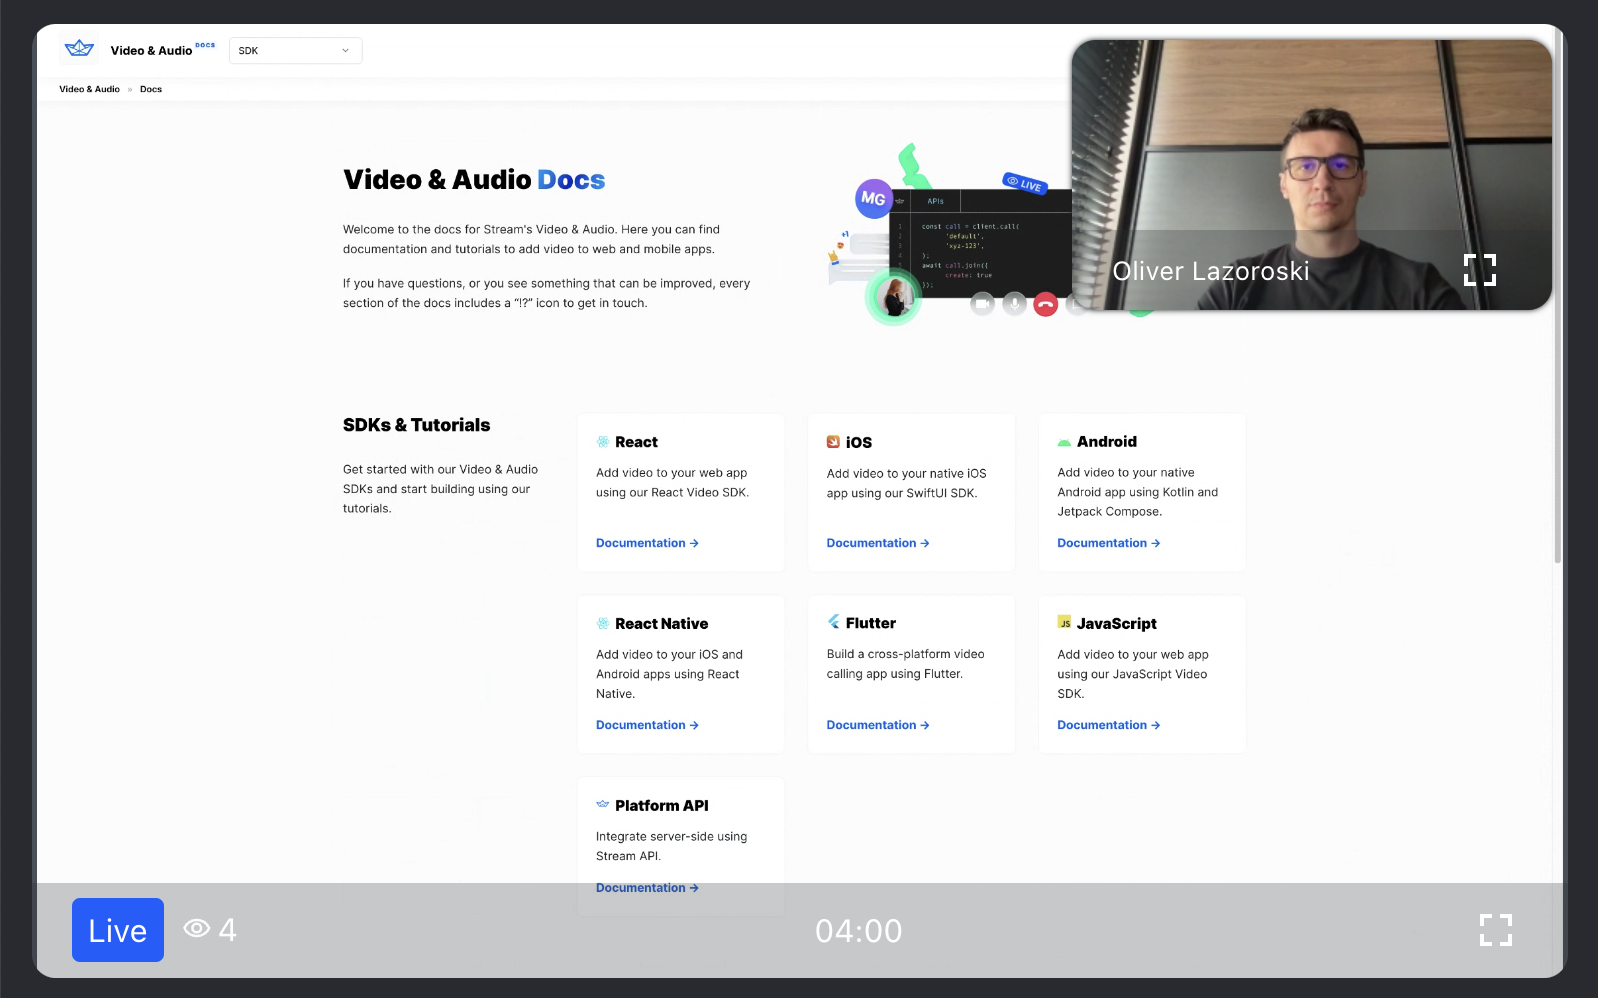 Video & Audio DOCS
SDK
Video & Audio » Docs
Video & Audio Docs
Welcome to the docs for Stream's Video & Audio. Here you can find
documentation and tutorials to add video to web and mobile apps.
If you have questions, or you see something that can be improved, every
section of the docs includes a “!?” icon to get in touch.
MG
LIVE
+1
APIs
1
2
3
4
5
const call = client.call(
'default',
'xyz-123',
);
await call.join({
create: true
});
Oliver Lazoroski
SDKs & Tutorials
Get started with our Video & Audio
SDKs and start building using our
tutorials.
React
Add video to your web app
using our React Video SDK.
Documentation →
iOS
Add video to your native iOS
app using our SwiftUI SDK.
Documentation →
Android
Add video to your native
Android app using Kotlin and
Jetpack Compose.
Documentation →
React Native
Add video to your iOS and
Android apps using React
Native.
Documentation →
Flutter
Build a cross-platform video
calling app using Flutter.
Documentation →
JS
JavaScript
Add video to your web app
using our JavaScript Video
SDK.
Documentation →
Platform API
Integrate server-side using
Stream API.
Documentation →
Live
4
04:00